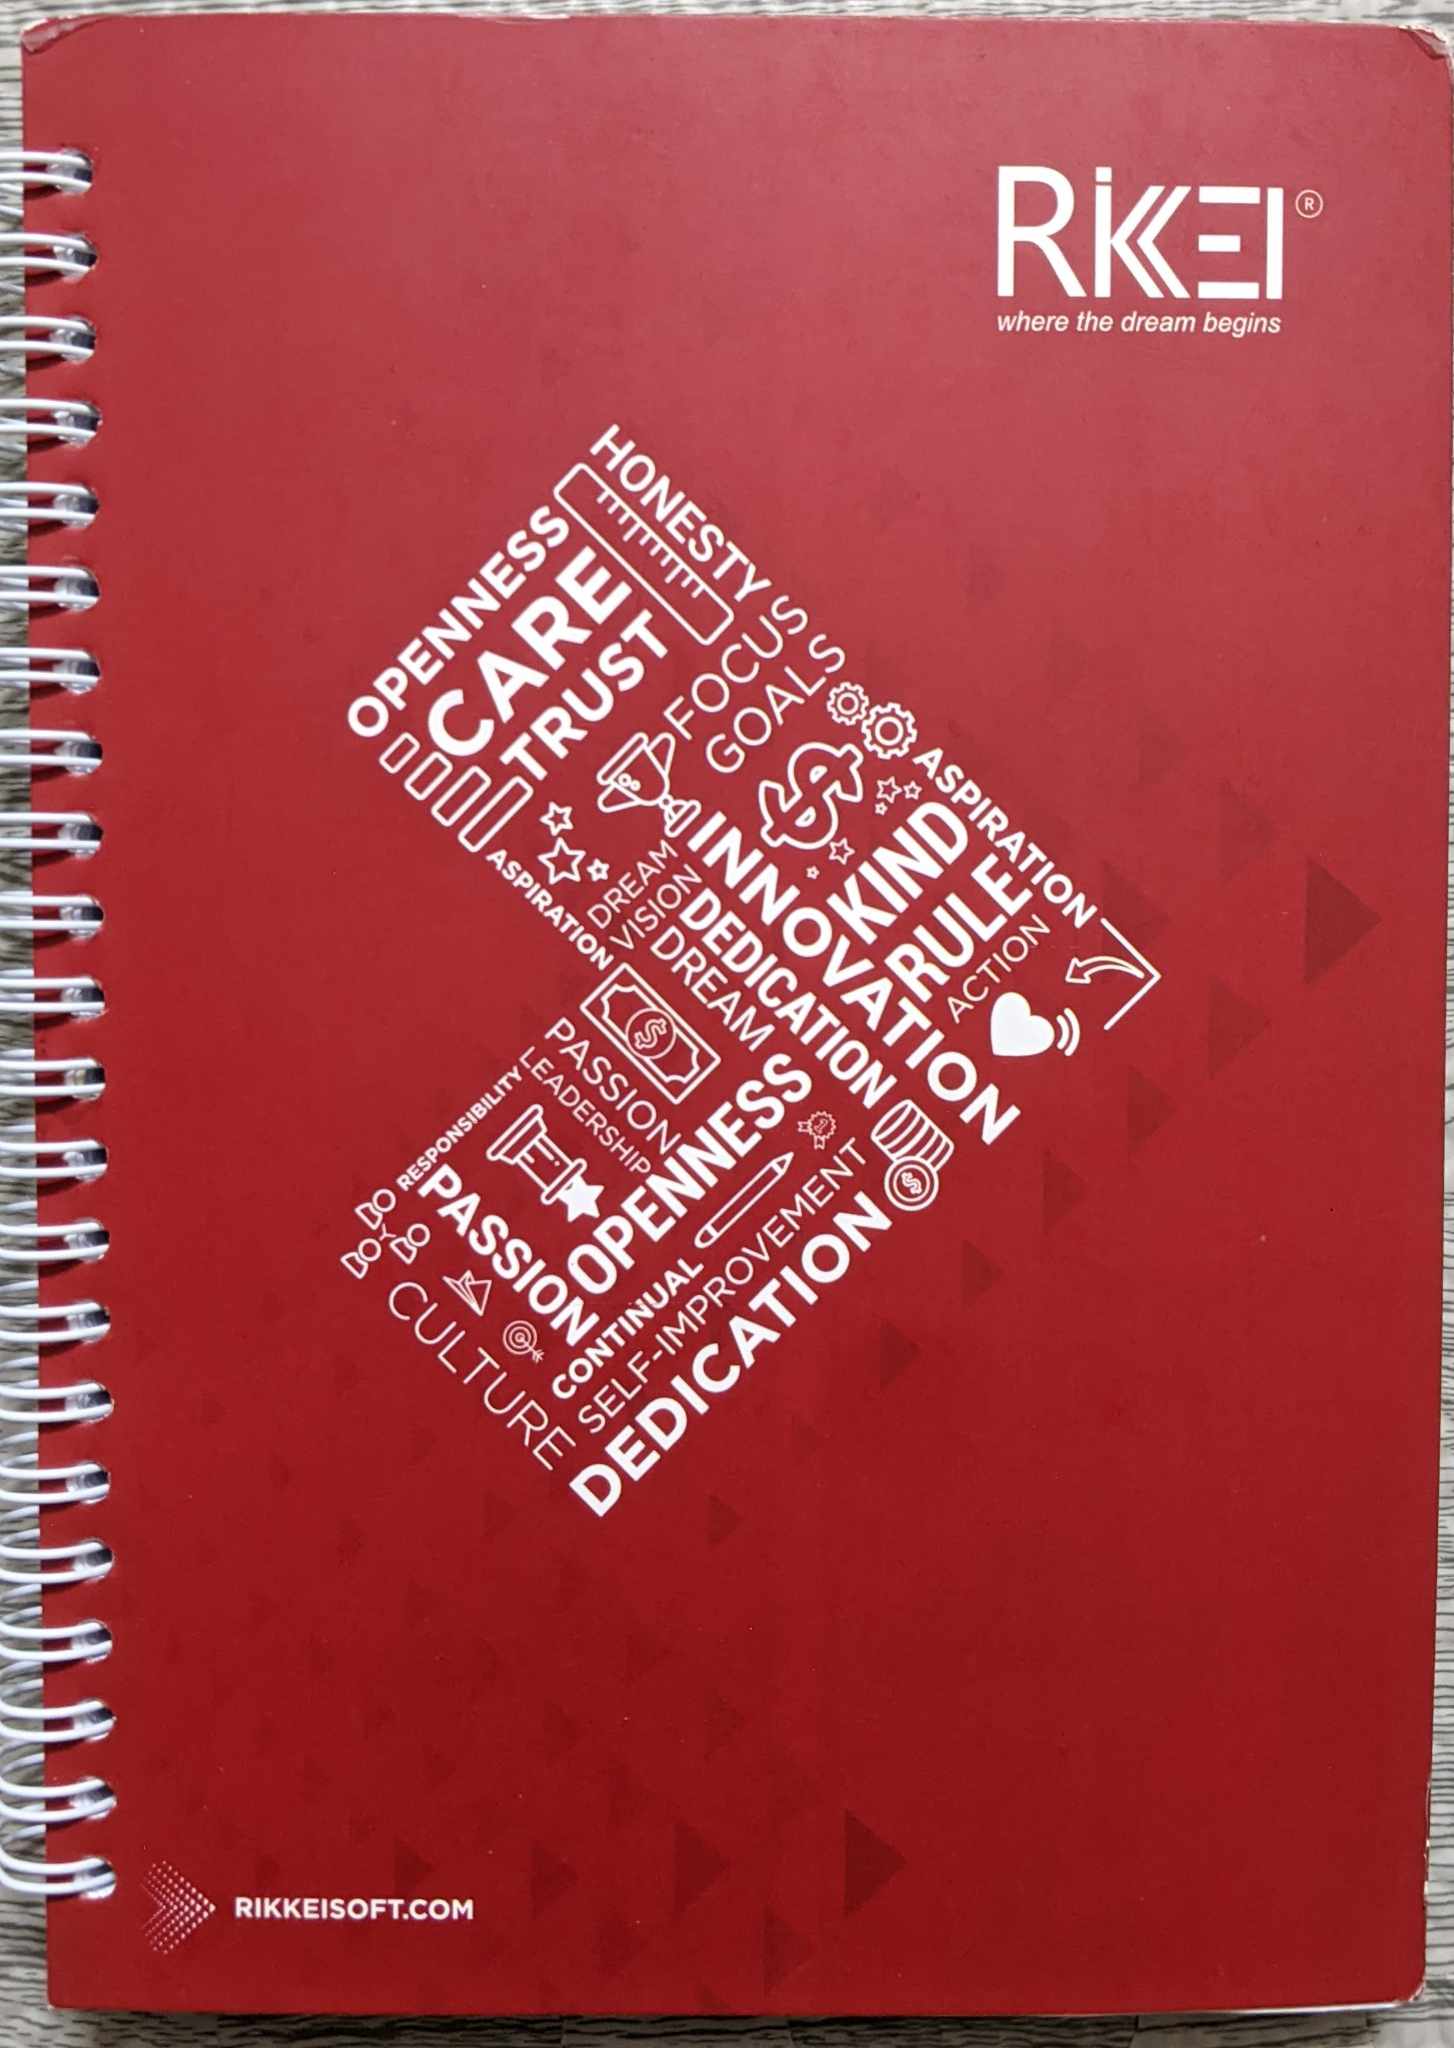 RIKKEI®
where the dream begins
HONESTY
OPENNESS
CARE
TRUST
FOCUS
GOALS
$
ASPIRATION
KIND
RULE
ACTION
INNOVATION
DEDICATION
DREAM
VISION
DREAM
ASPIRATION
$
PASSION
LEADERSHIP
RESPONSIBILITY
PASSION
OPENNESS
CULTURE
CONTINUAL
SELF-IMPROVEMENT
DEDICATION
$
RIKKEISOFT.COM